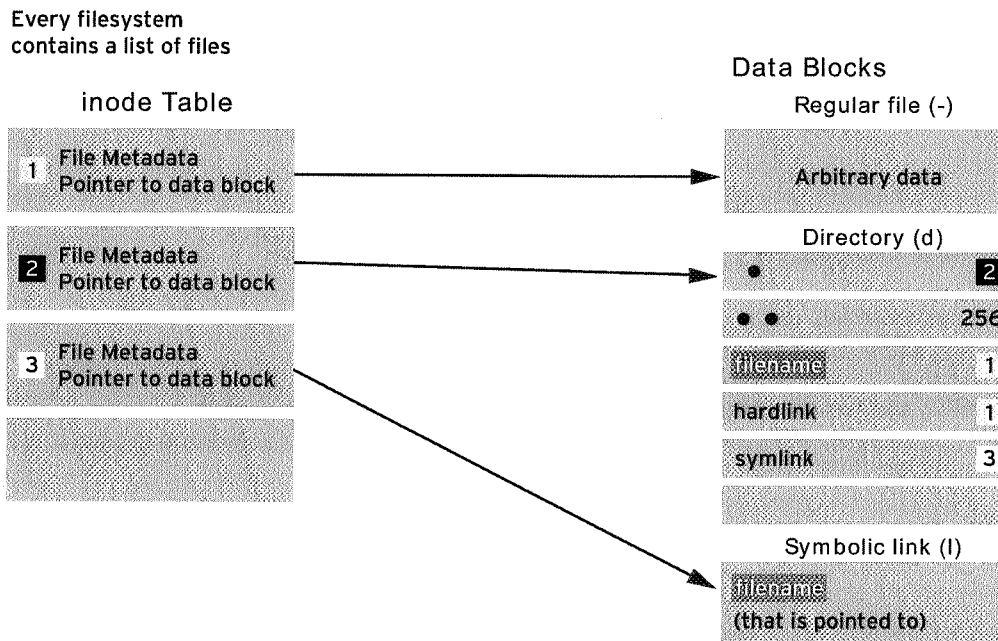 Every filesystem
contains a list of files
inode Table
1 File Metadata
Pointer to data block
2 File Metadata
Pointer to data block
3 File Metadata
Pointer to data block
Data Blocks
Regular file (-)
Arbitrary data
Directory (d)
• 2
• • 256
filename 1
hardlink 1
symlink 3
Symbolic link (l)
filename
(that is pointed to)